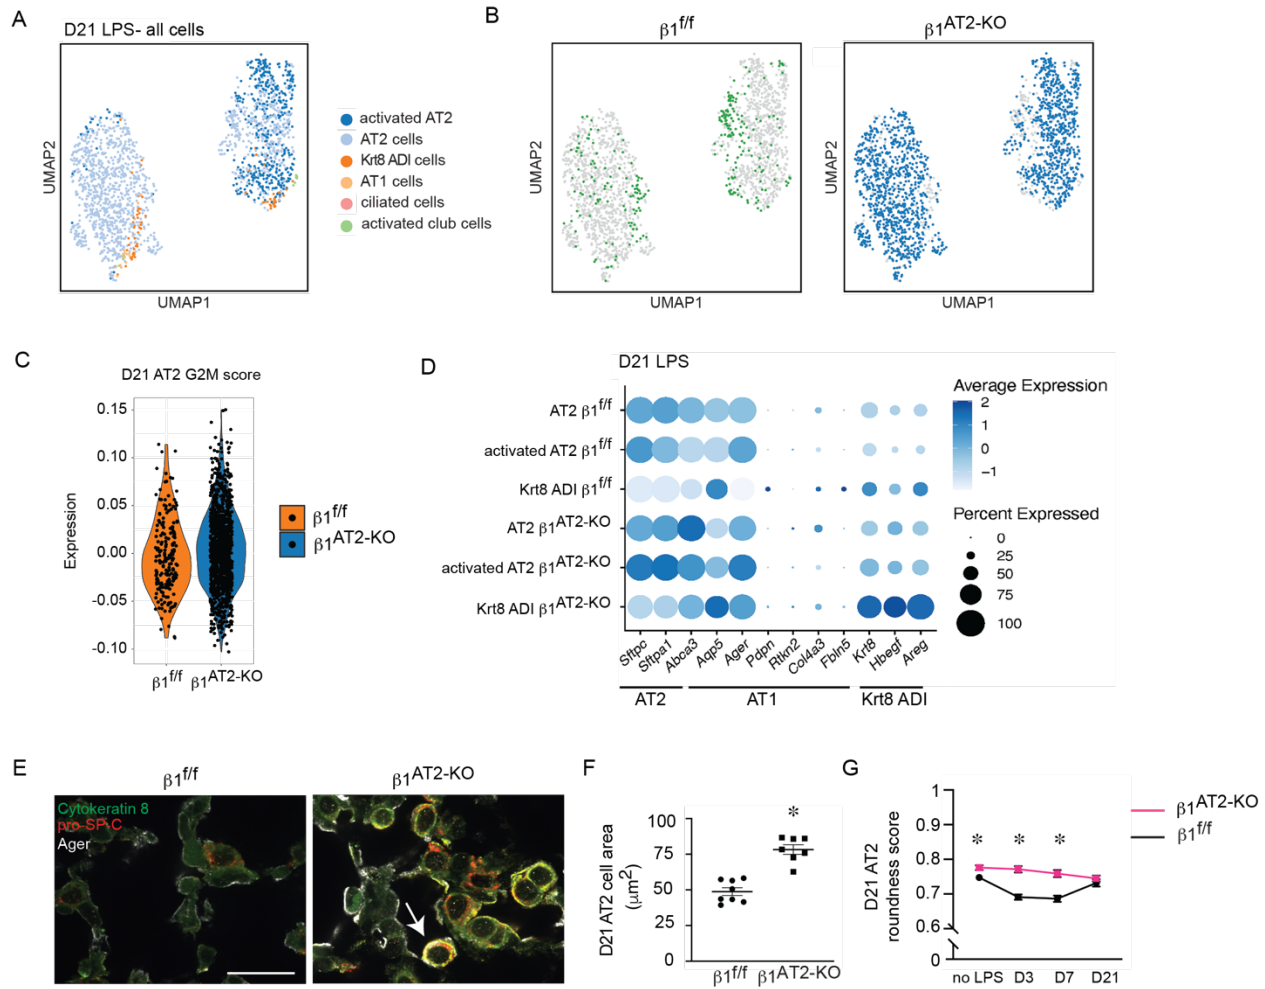 A
D21 LPS- all cells
UMAP2
UMAP1
activated AT2
AT2 cells
Krt8 ADI cells
AT1 cells
ciliated cells
activated club cells
B
β1f/f
β1AT2-KO
UMAP2
UMAP1
UMAP2
UMAP1
C
D21 AT2 G2M score
Expression
0.15
0.10
0.05
0.00
-0.05
-0.10
β1f/f
β1AT2-KO
β1f/f
β1AT2-KO
D
D21 LPS
AT2 β1f/f
activated AT2 β1f/f
Krt8 ADI β1f/f
AT2 β1AT2-KO
activated AT2 β1AT2-KO
Krt8 ADI β1AT2-KO
Sftpc
Sftpa1
Abca3
Aqp5
Ager
Pdpn
Rtkn2
Col4a3
Fbln5
Krt8
Hbegf
Areg
AT2
AT1
Krt8 ADI
Average Expression
2
1
0
−1
Percent Expressed
0
25
50
75
100
E
β1f/f
β1AT2-KO
Cytokeratin 8
pro-SP-C
Ager
F
D21 AT2 cell area
(μm2)
100
75
50
25
0
*
β1f/f
β1AT2-KO
G
D21 AT2
roundness score
1
0.9
0.8
0.7
0.6
0
* * *
no LPS
D3
D7
D21
β1AT2-KO
β1f/f